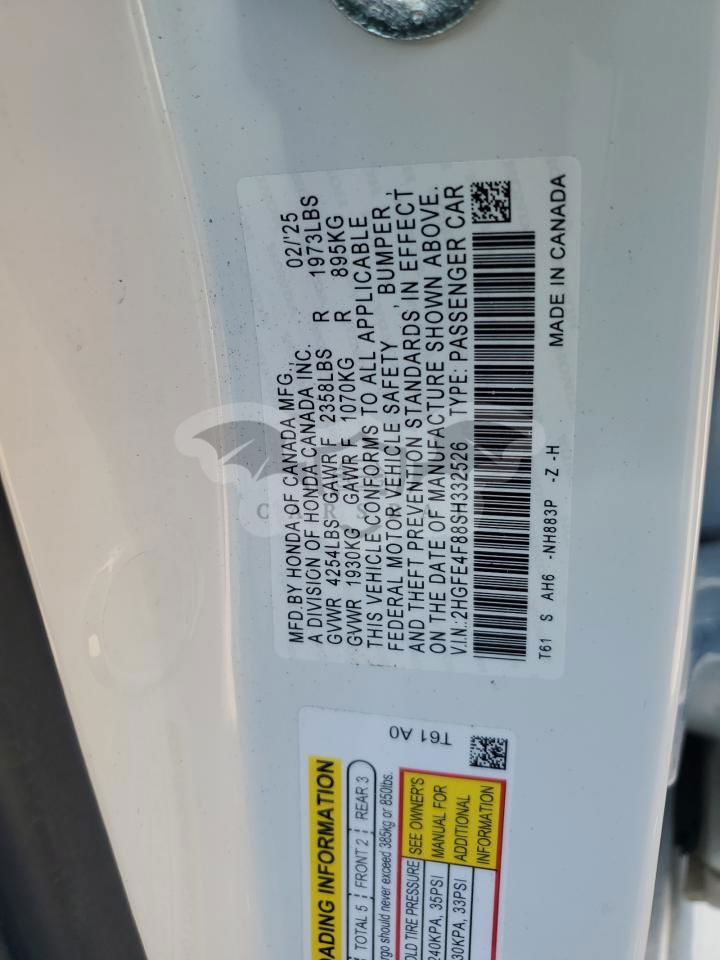 MFD.BY HONDA OF CANADA MFG., 02/'25
A DIVISION OF HONDA CANADA INC.
GVWR 4254LBS GAWR F 2358LBS R 1973LBS
GVWR 1930KG GAWR F 1070KG R 895KG
THIS VEHICLE CONFORMS TO ALL APPLICABLE
FEDERAL MOTOR VEHICLE SAFETY , BUMPER ,
AND THEFT PREVENTION STANDARDS IN EFFECT
ON THE DATE OF MANUFACTURE SHOWN ABOVE.
V.I.N.:2HGFE4F88SH332526 TYPE: PASSENGER CAR
T61 S AH6 -NH883P -Z -H
MADE IN CANADA
T61 A0
OADING INFORMATION
TOTAL 5 FRONT 2 REAR 3
rgo should never exceed 385kg or 850lbs.
OLD TIRE PRESSURE
240KPA, 35PSI
30KPA, 33PSI
SEE OWNER'S
MANUAL FOR
ADDITIONAL
INFORMATION